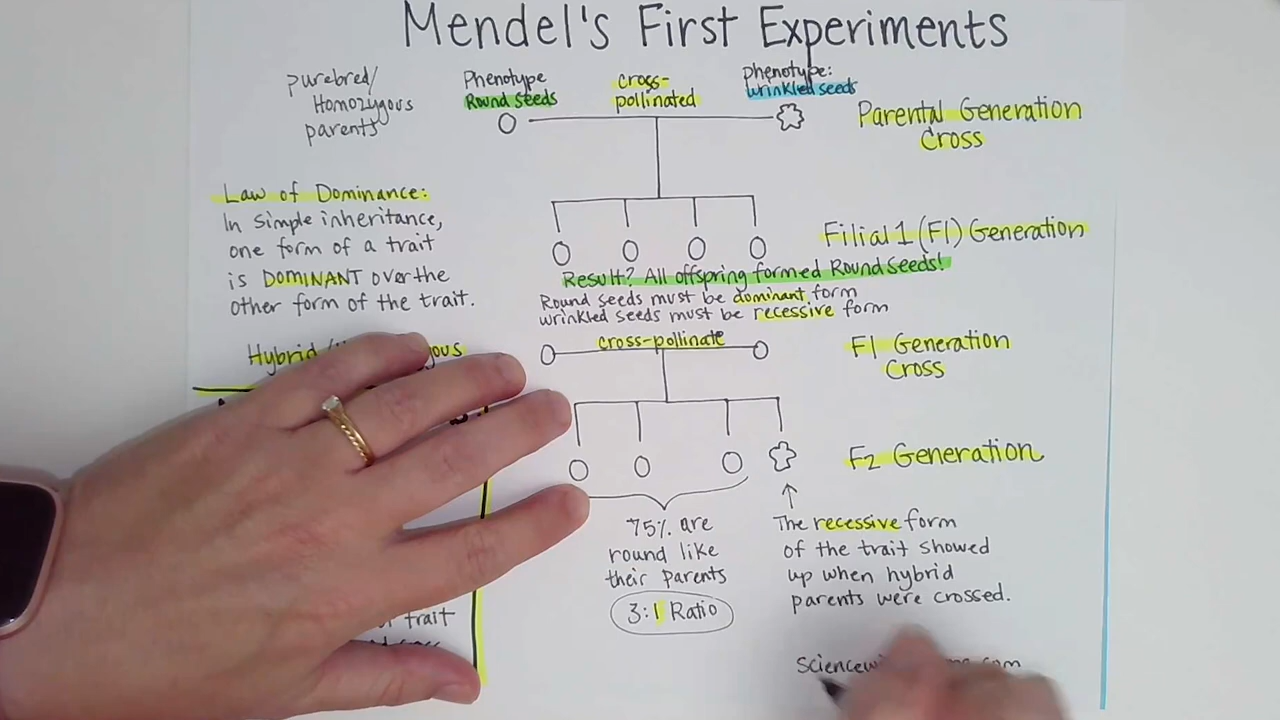 Mendel's First Experiments
purebred/
Homozygous
parents
Phenotype
Round seeds
cross-
pollinated
phenotype:
wrinkled seeds
Parental Generation
Cross
Law of Dominance:
In simple inheritance,
one form of a trait
is DOMINANT over the
other form of the trait.
Filial 1 (F1) Generation
Result? All offspring formed Round seeds!
Round seeds must be dominant form
wrinkled seeds must be recessive form
Hybrid/
cross-pollinate
F1 Generation
Cross
F2 Generation
75% are
round like
their parents
3:1 Ratio
The recessive form
of the trait showed
up when hybrid
parents were crossed.
trait